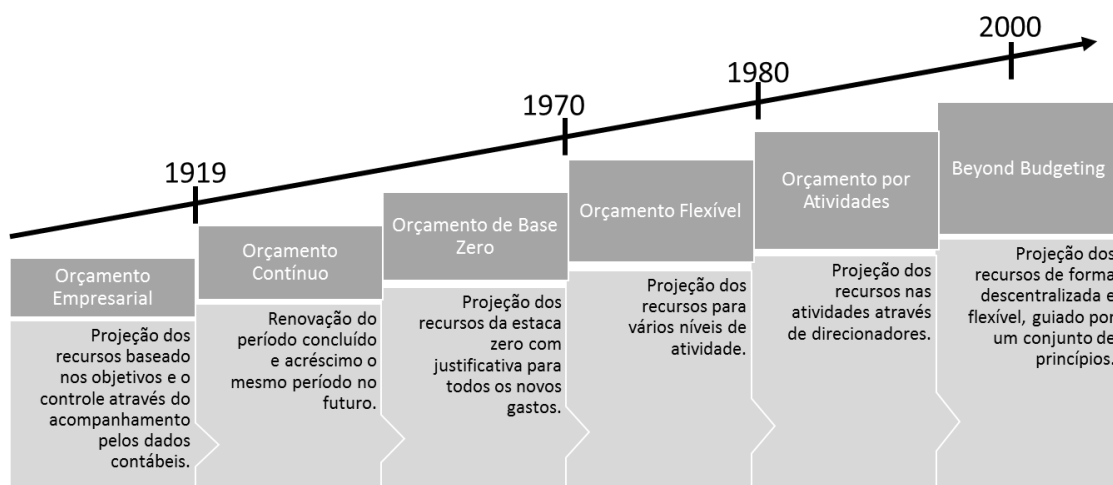 1919
1970
1980
2000
Orçamento
Empresarial
Projeção dos
recursos baseado
nos objetivos e o
controle através do
acompanhamento
pelos dados
contábeis.
Orçamento
Contínuo
Renovação do
período concluído
e acréscimo o
mesmo período no
futuro.
Orçamento de Base
Zero
Projeção dos
recursos da estaca
zero com
justificativa para
todos os novos
gastos.
Orçamento Flexível
Projeção dos
recursos para
vários níveis de
atividade.
Orçamento por
Atividades
Projeção dos
recursos nas
atividades através
de direcionadores.
Beyond Budgeting
Projeção dos
recursos de forma
descentralizada e
flexível, guiado por
um conjunto de
princípios.